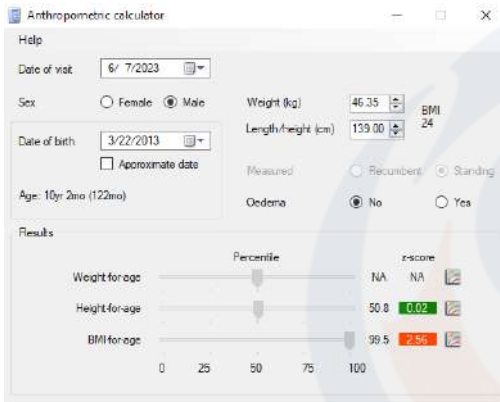 Anthropometric calculator
Help
Date of visit 6/ 7/2023
Sex Female Male Weight (kg) 46.35 BMI
Length/height (cm) 139.00 24
Date of birth 3/22/2013
Approximate date
Measured Recumbent Standing
Age: 10yr 2mo (122mo)
Oedema No Yes
Results
Percentile z-score
Weight-for-age NA NA
Height-for-age 50.8 0.02
BMI-for-age 99.5 2.56
0 25 50 75 100